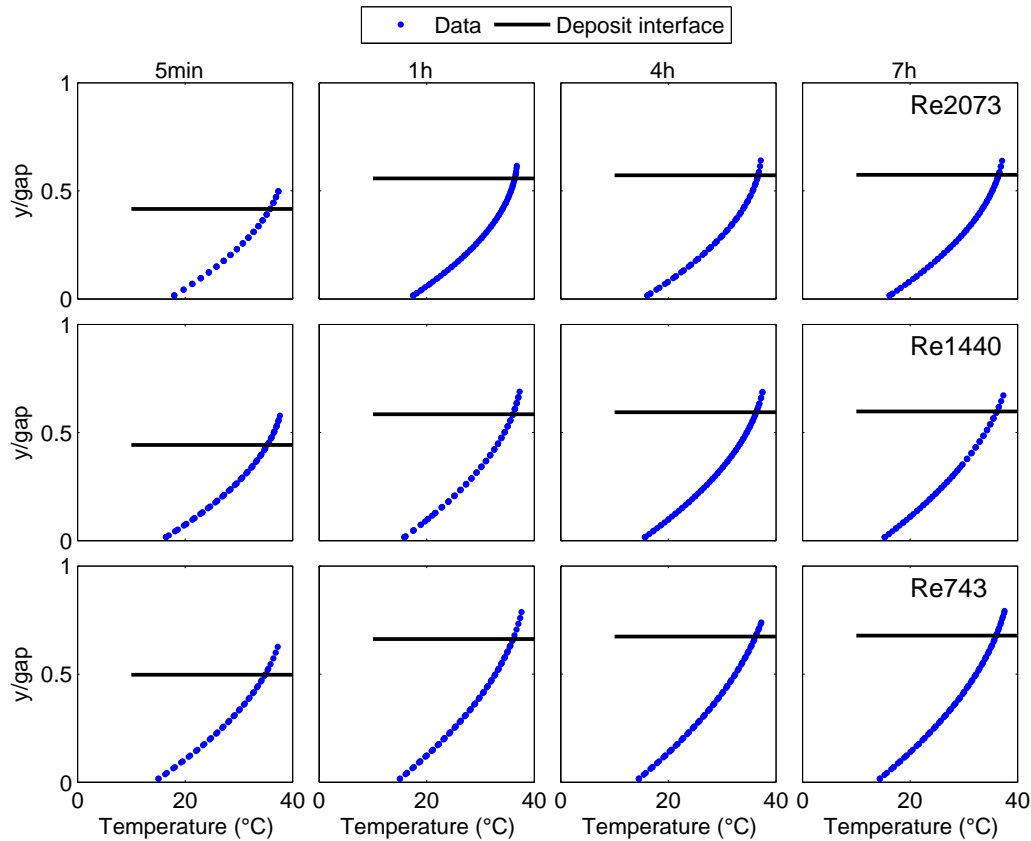 Data Deposit interface
5min 1h 4h 7h
1 Re2073
y/gap 0.5
0
1 Re1440
y/gap 0.5
0
1 Re743
y/gap 0.5
0
0 20 40 0 20 40 0 20 40 0 20 40
Temperature (°C) Temperature (°C) Temperature (°C) Temperature (°C)